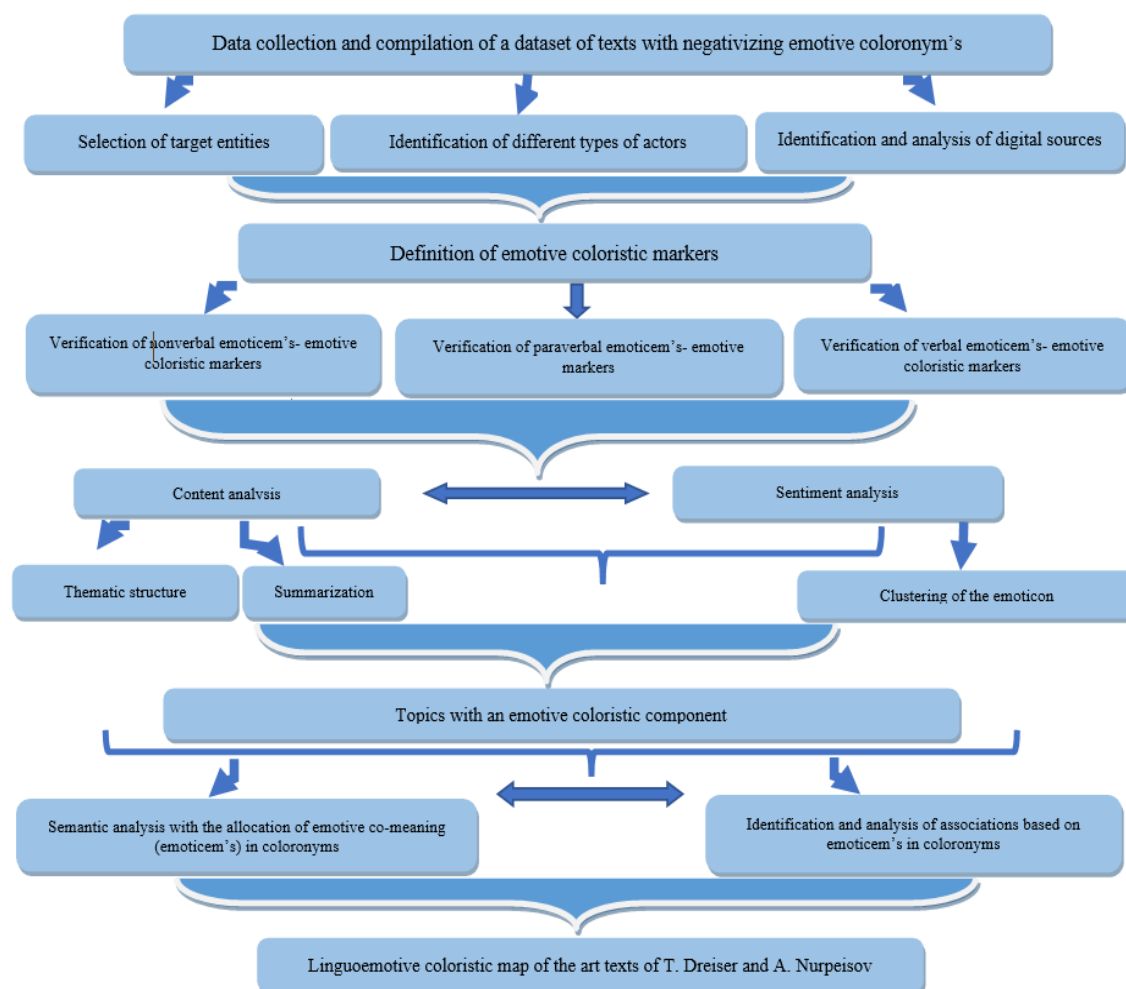 Data collection and compilation of a dataset of texts with negativizing emotive coloronym’s
Selection of target entities
Identification of different types of actors
Identification and analysis of digital sources
Definition of emotive coloristic markers
Verification of nonverbal emoticem’s- emotive
coloristic markers
Verification of paraverbal emoticem’s- emotive
markers
Verification of verbal emoticem’s- emotive
coloristic markers
Content analysis
Sentiment analysis
Thematic structure
Summarization
Clustering of the emoticon
Topics with an emotive coloristic component
Semantic analysis with the allocation of emotive co-meaning
(emoticem’s) in coloronyms
Identification and analysis of associations based on
emoticem’s in coloronyms
Linguoemotive coloristic map of the art texts of T. Dreiser and A. Nurpeisov